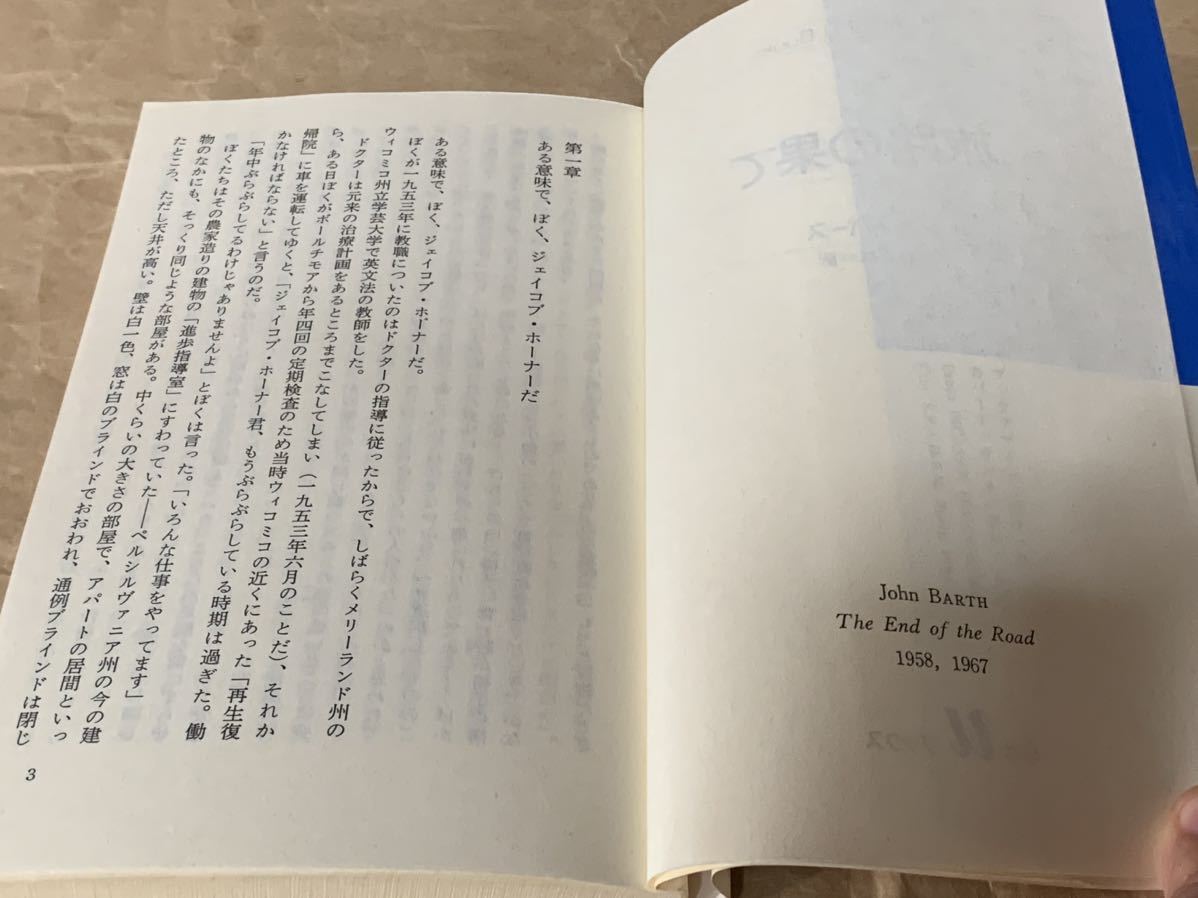 John BARTH
The End of the Road
1958, 1967
第一章
ある意味で、ぼく、ジェイコブ・ホーナーだ
ある意味で、ぼく、ジェイコブ・ホーナーだ。
ぼくが一九五三年に教職についたのはドクターの指導に従ったからで、しばらくメリーランド州の
ウィコミコ州立学芸大学で英文法の教師をした。
ドクターは元来の治療計画をあるところまでこなしてしまい(一九五三年六月のことだ)、それか
ら、ある日ぼくがボールチモアから年四回の定期検査のため当時ウィコミコの近くにあった「再生復
帰院」に車を運転してゆくと、「ジェイコブ・ホーナー君、もうぶらぶらしている時期は過ぎた。働
かなければならない」と言うのだ。
「年中ぶらぶらしてるわけじゃありませんよ」とぼくは言った。「いろんな仕事をやってます」
ぼくたちはその農家造りの建物の「進歩指導室」にすわっていた――ペルシルヴァニア州の今の建
物のなかにも、そっくり同じような部屋がある。中くらいの大きさの部屋で、アパートの居間といっ
たところ、ただし天井が高い。壁は白一色、窓は白のブラインドでおおわれ、通例ブラインドは閉じ
3